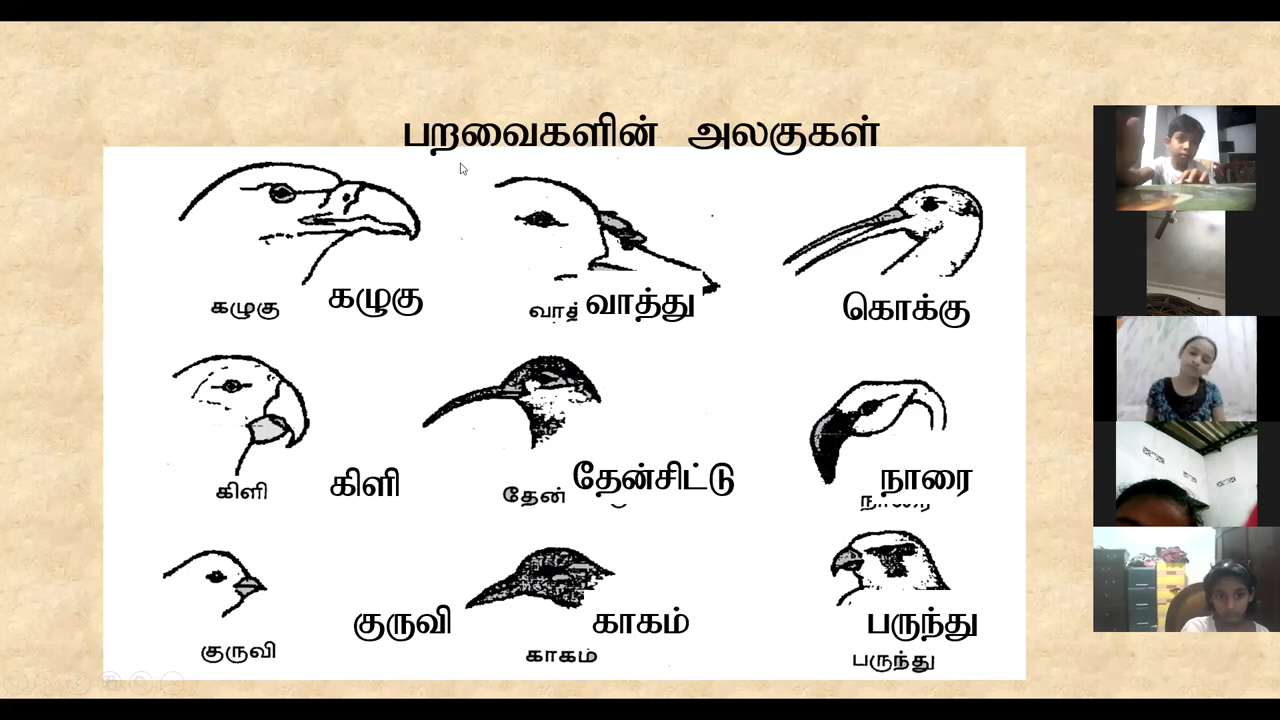 பறவைகளின் அலகுகள்
கழுகு கழுகு வாத் வாத்து கொக்கு
கிளி கிளி தேன் தேன்சிட்டு நாரை
நாரை
குருவி காகம் பருந்து
குருவி காகம் பருந்து